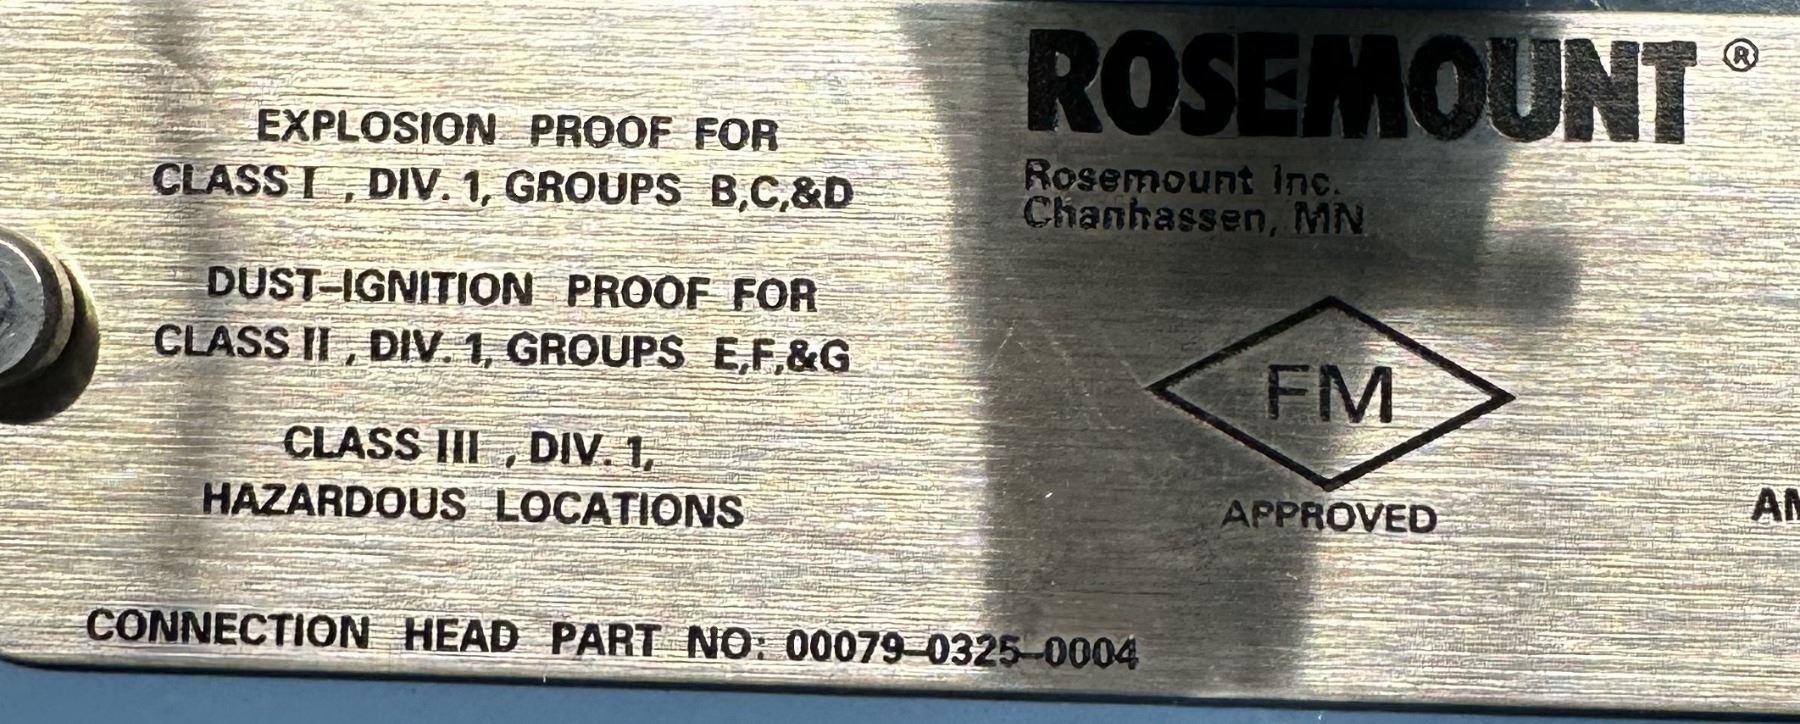 EXPLOSION PROOF FOR
CLASS I , DIV. 1, GROUPS B,C,&D
DUST-IGNITION PROOF FOR
CLASS II , DIV. 1, GROUPS E,F,&G
CLASS III , DIV. 1,
HAZARDOUS LOCATIONS
CONNECTION HEAD PART NO: 00079-0325-0004
ROSEMOUNT®
Rosemount Inc.
Chanhassen, MN
FM
APPROVED